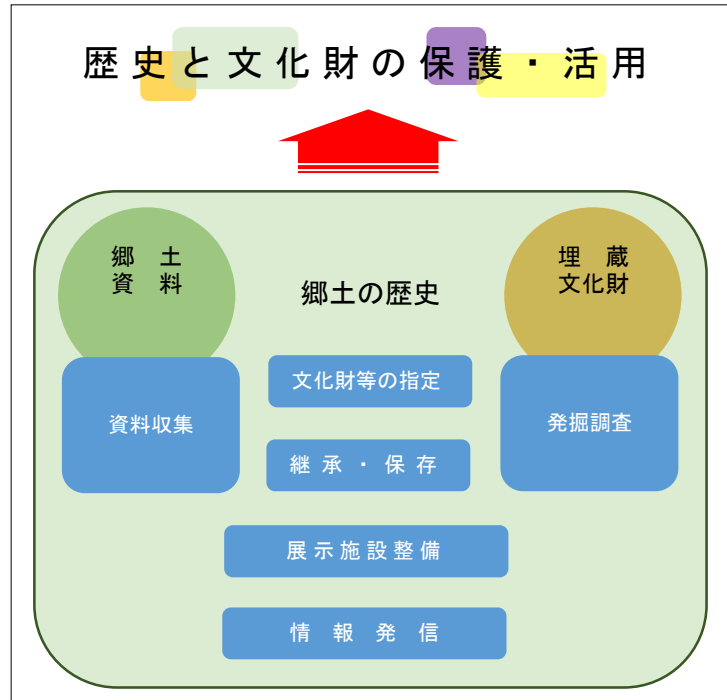 歴史と文化財の保護・活用
郷土
資料
郷土の歴史
埋蔵
文化財
資料収集
文化財等の指定
発掘調査
継承・保存
展示施設整備
情報発信